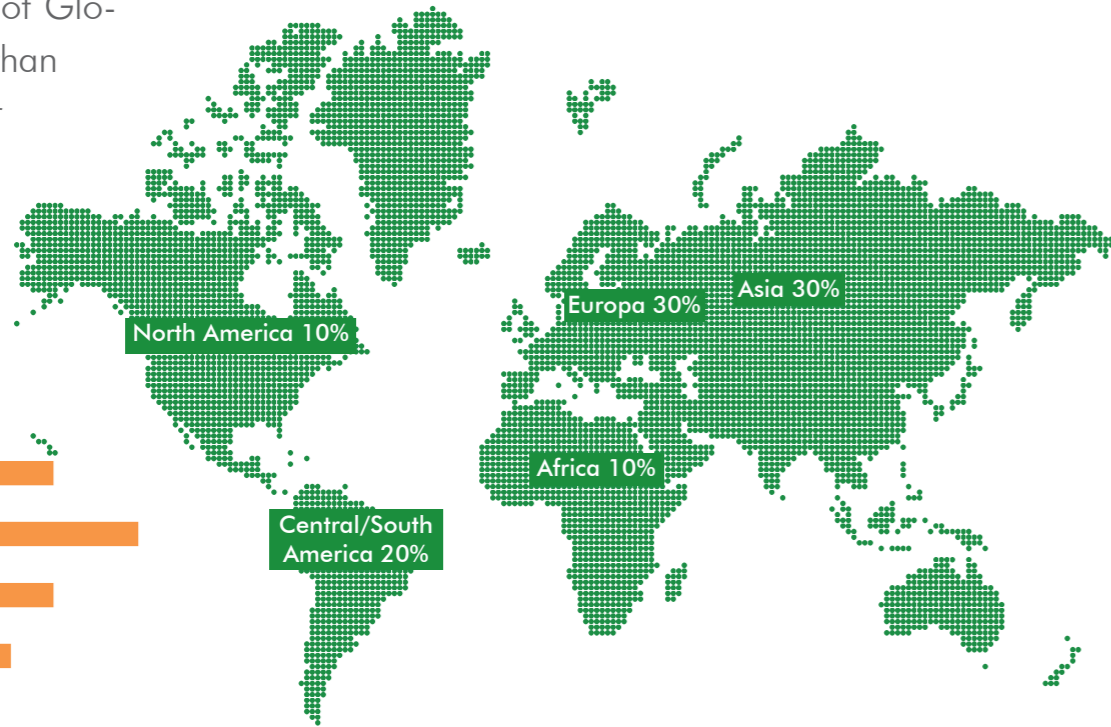 of Glo-
han
Europa 30%
Asia 30%
North America 10%
Africa 10%
Central/South
America 20%